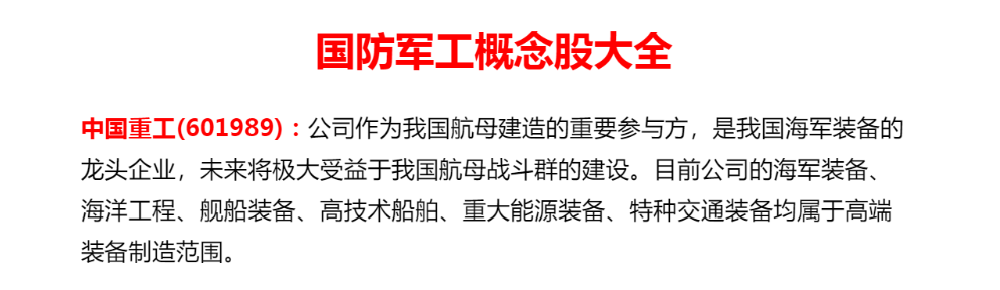 国防军工概念股大全
中国重工(601989)：公司作为我国航母建造的重要参与方，是我国海军装备的
龙头企业，未来将极大受益于我国航母战斗群的建设。目前公司的海军装备、
海洋工程、舰船装备、高技术船舶、重大能源装备、特种交通装备均属于高端
装备制造范围。